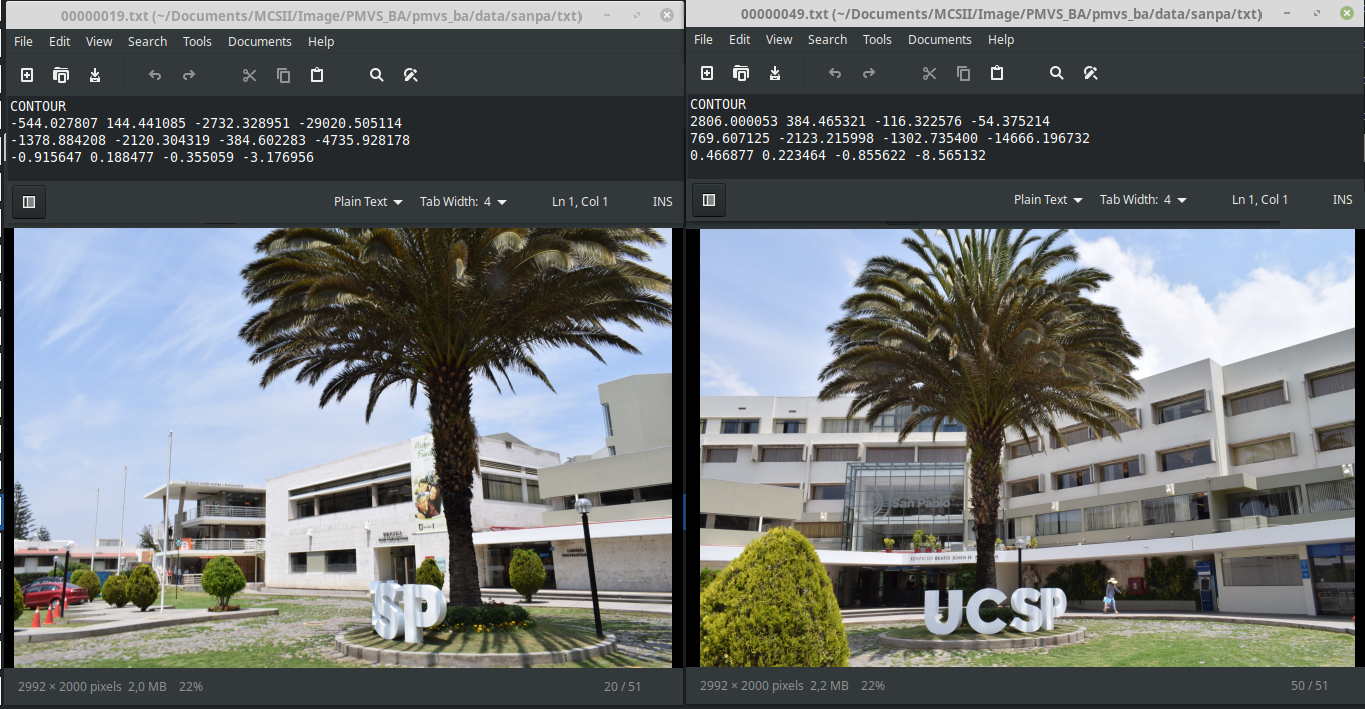 00000019.txt (~/Documents/MCSII/Image/PMVS_BA/pmvs_ba/data/sanpa/txt)
File Edit View Search Tools Documents Help
CONTOUR
-544.027807 144.441085 -2732.328951 -29020.505114
-1378.884208 -2120.304319 -384.602283 -4735.928178
-0.915647 0.188477 -0.355059 -3.176956
Plain Text Tab Width: 4 Ln 1, Col 1 INS
SP
2992 × 2000 pixels 2,0 MB 22% 20 / 51
00000049.txt (~/Documents/MCSII/Image/PMVS_BA/pmvs_ba/data/sanpa/txt)
File Edit View Search Tools Documents Help
CONTOUR
2806.000053 384.465321 -116.322576 -54.375214
769.607125 -2123.215998 -1302.735400 -14666.196732
0.466877 0.223464 -0.855622 -8.565132
Plain Text Tab Width: 4 Ln 1, Col 1 INS
San Pablo
EDIFICIO BEATO JOHN H.
UCSP
2992 × 2000 pixels 2,2 MB 22% 50 / 51